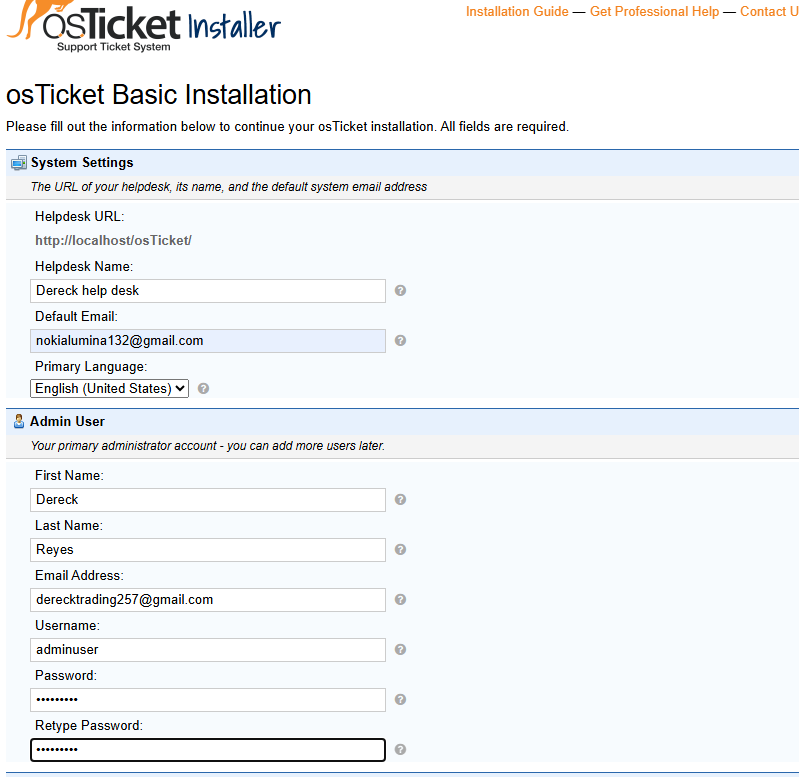 osTicket Installer
Support Ticket System
Installation Guide — Get Professional Help — Contact U
osTicket Basic Installation
Please fill out the information below to continue your osTicket installation. All fields are required.
System Settings
The URL of your helpdesk, its name, and the default system email address
Helpdesk URL:
http://localhost/osTicket/
Helpdesk Name:
Dereck help desk
Default Email:
nokialumina132@gmail.com
Primary Language:
English (United States)
Admin User
Your primary administrator account - you can add more users later.
First Name:
Dereck
Last Name:
Reyes
Email Address:
derecktrading257@gmail.com
Username:
adminuser
Password:
•••••••••
Retype Password:
•••••••••